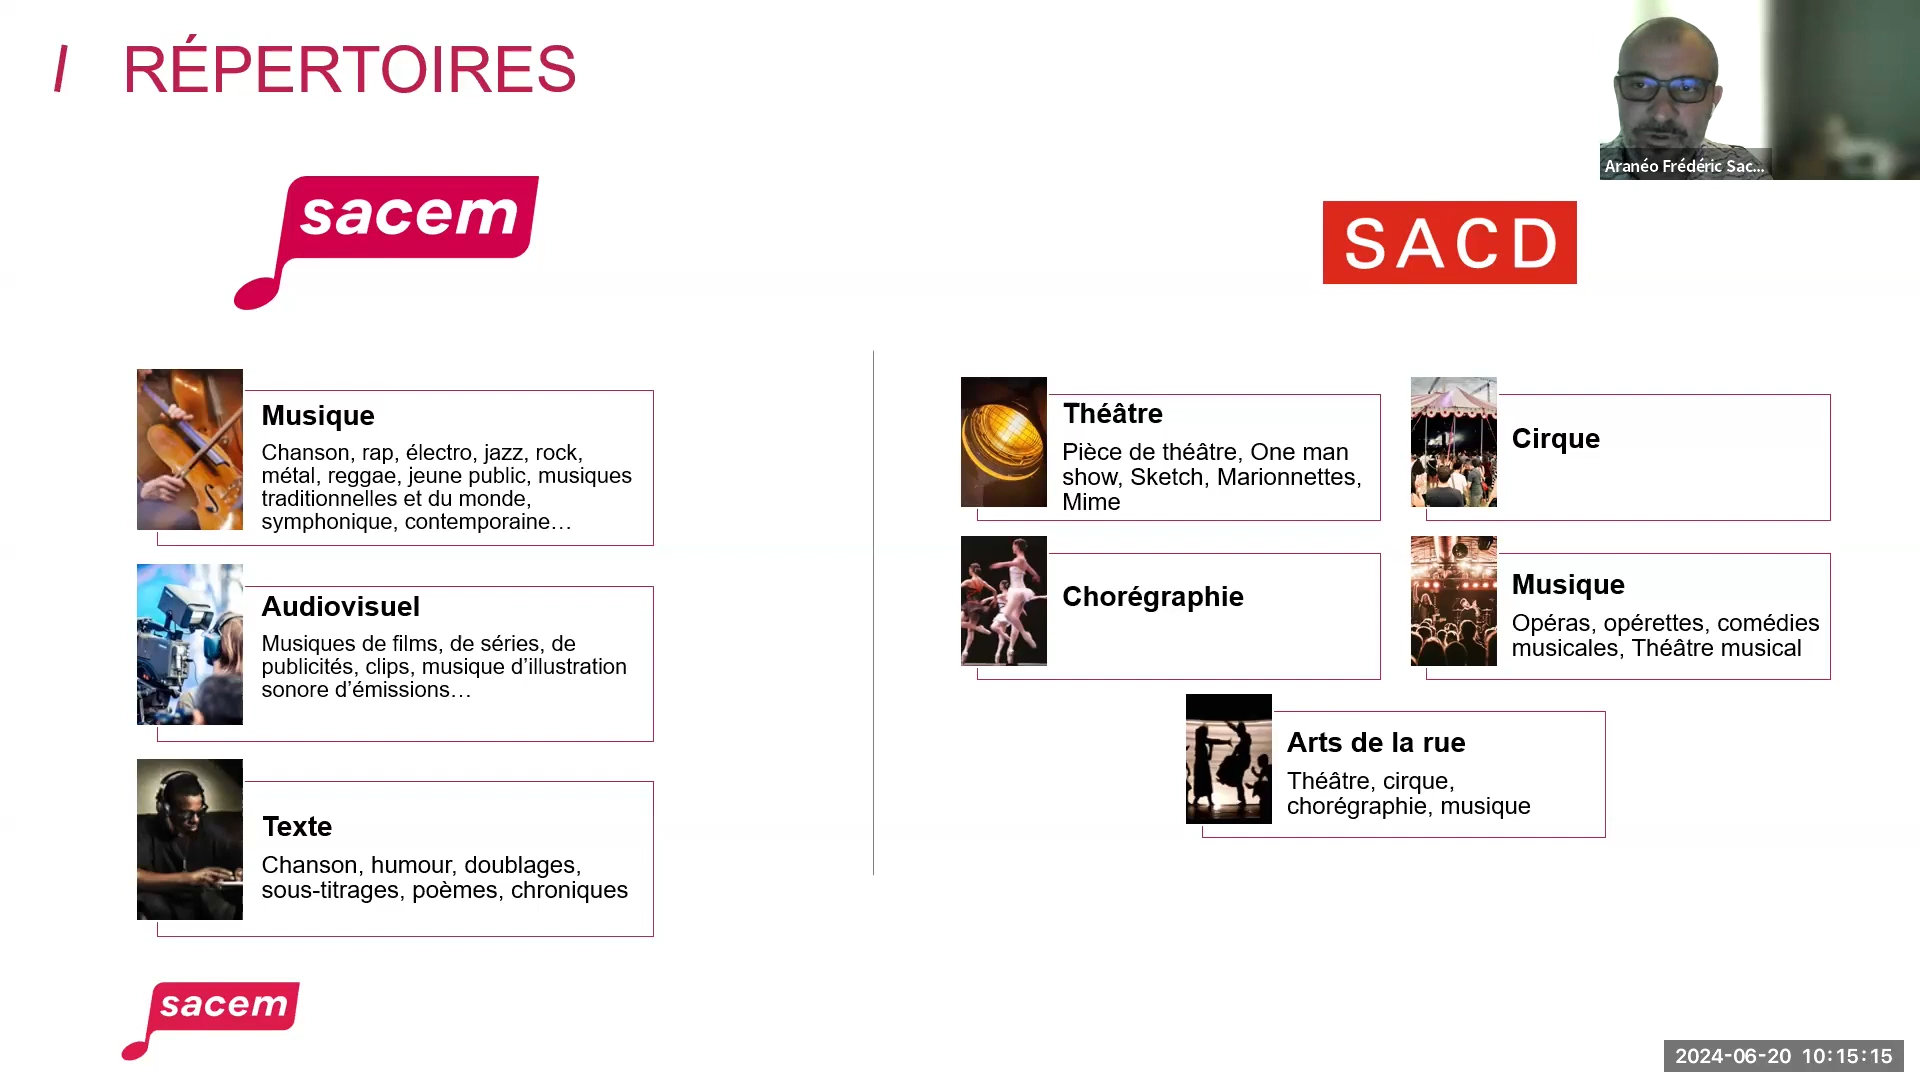 / RÉPERTOIRES
Aranéo Frédéric Sac...
sacem
SACD
Musique
Chanson, rap, électro, jazz, rock,
métal, reggae, jeune public, musiques
traditionnelles et du monde,
symphonique, contemporaine…
Audiovisuel
Musiques de films, de séries, de
publicités, clips, musique d’illustration
sonore d’émissions…
Texte
Chanson, humour, doublages,
sous-titrages, poèmes, chroniques
Théâtre
Pièce de théâtre, One man
show, Sketch, Marionnettes,
Mime
Cirque
Chorégraphie
Musique
Opéras, opérettes, comédies
musicales, Théâtre musical
Arts de la rue
Théâtre, cirque,
chorégraphie, musique
sacem
2024-06-20 10:15:15